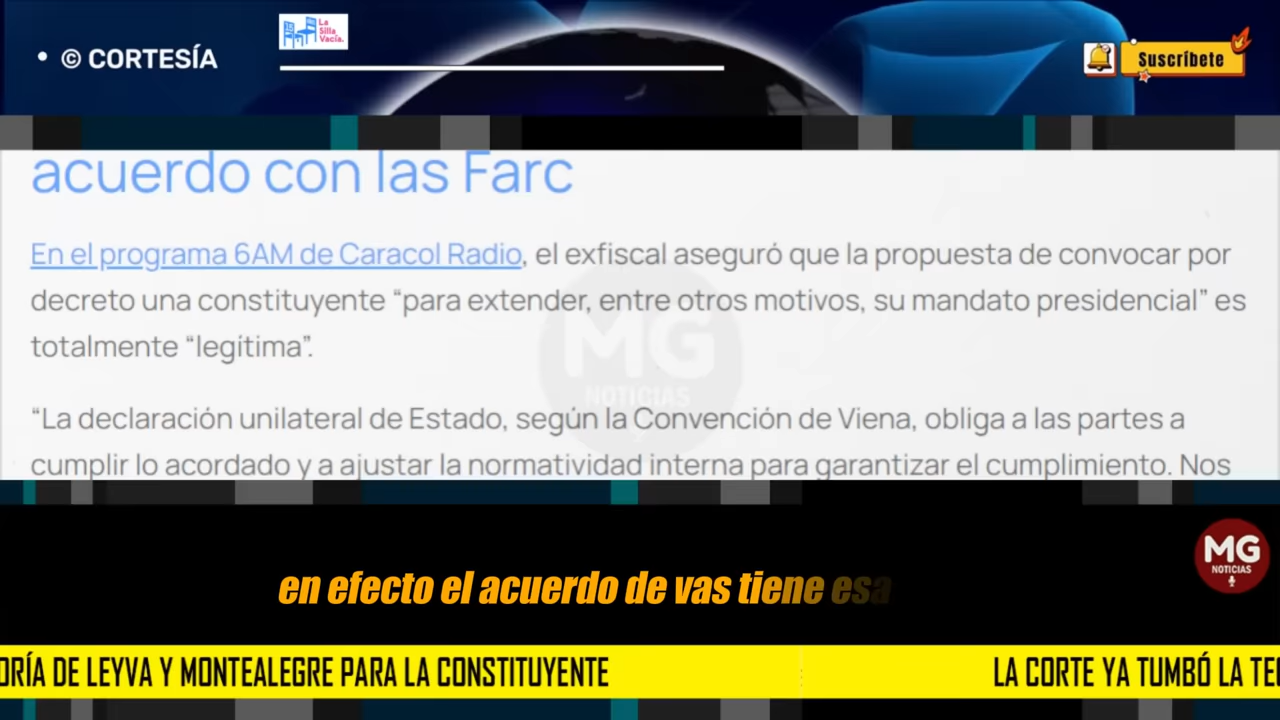 La
Silla
Vacía.
• © CORTESÍA
Suscríbete
acuerdo con las Farc
En el programa 6AM de Caracol Radio, el exfiscal aseguró que la propuesta de convocar por
decreto una constituyente “para extender, entre otros motivos, su mandato presidencial” es
totalmente “legitima”.
“La declaración unilateral de Estado, según la Convención de Viena, obliga a las partes a
cumplir lo acordado y a ajustar la normatividad interna para garantizar el cumplimiento. Nos
MG
NOTICIAS
en efecto el acuerdo de vas tiene esa
MG
NOTICIAS
ORÍA DE LEYVA Y MONTEALEGRE PARA LA CONSTITUYENTE
LA CORTE YA TUMBÓ LA TE